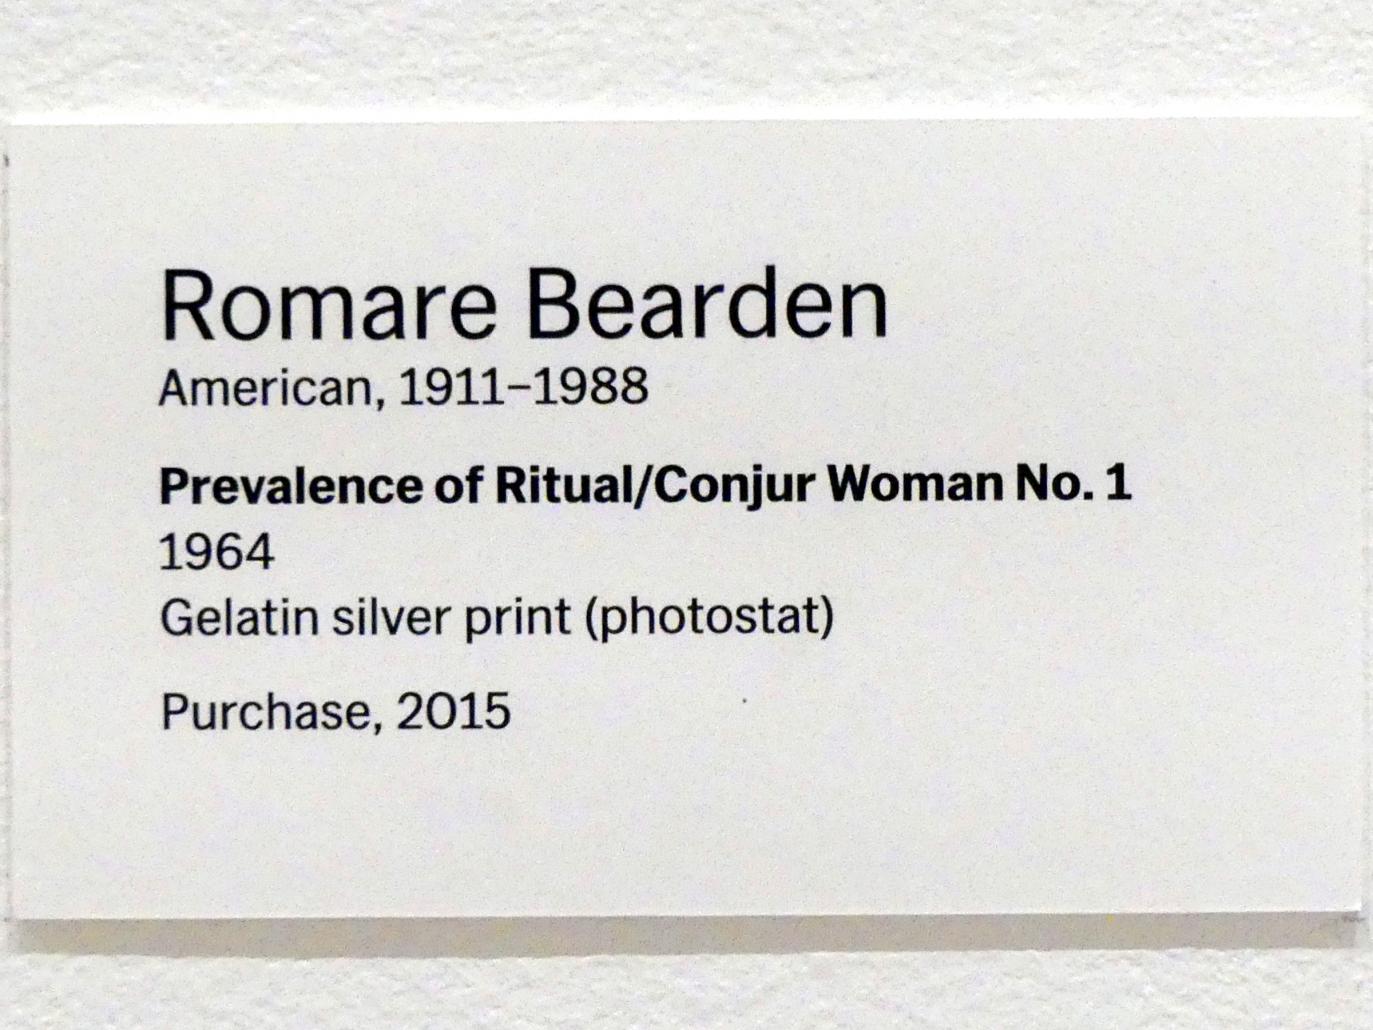 Romare Bearden
American, 1911–1988
Prevalence of Ritual/Conjur Woman No. 1
1964
Gelatin silver print (photostat)
Purchase, 2015